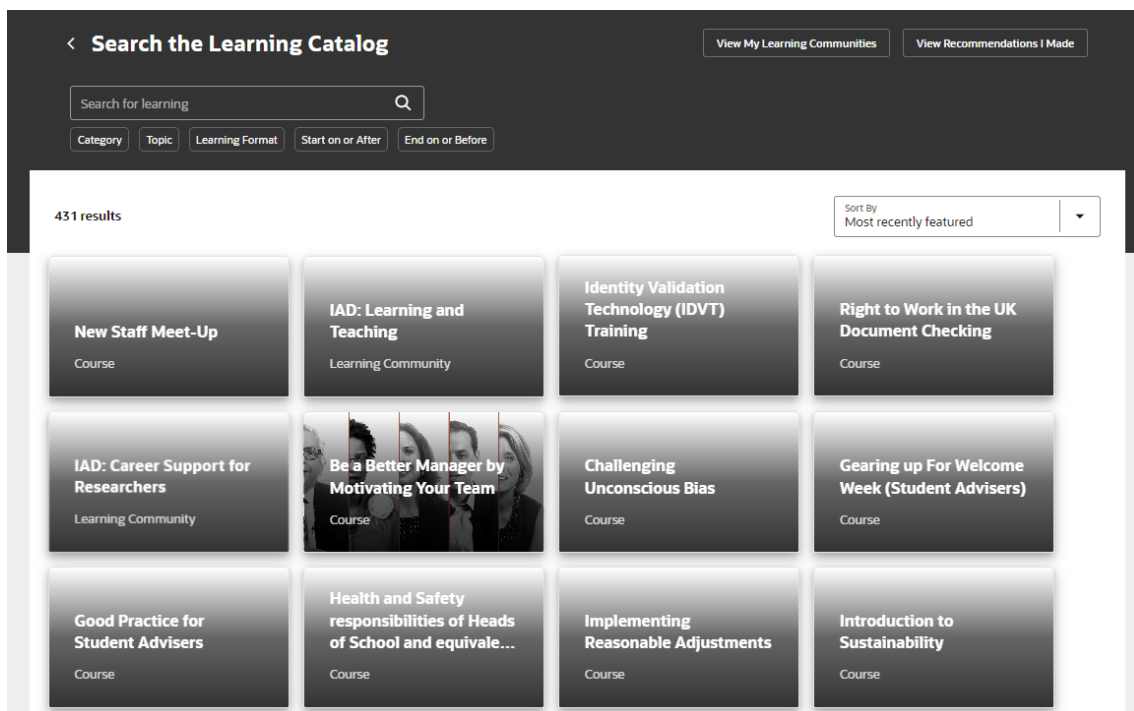 Search the Learning Catalog
View My Learning Communities
View Recommendations I Made
Search for learning
Category
Topic
Learning Format
Start on or After
End on or Before
431 results
Sort By
Most recently featured
New Staff Meet-Up
Course
IAD: Learning and
Teaching
Learning Community
Identity Validation
Technology (IDVT)
Training
Course
Right to Work in the UK
Document Checking
Course
IAD: Career Support for
Researchers
Learning Community
Be a Better Manager by
Motivating Your Team
Course
Challenging
Unconscious Bias
Course
Gearing up For Welcome
Week (Student Advisers)
Course
Good Practice for
Student Advisers
Course
Health and Safety
responsibilities of Heads
of School and equivale...
Course
Implementing
Reasonable Adjustments
Course
Introduction to
Sustainability
Course